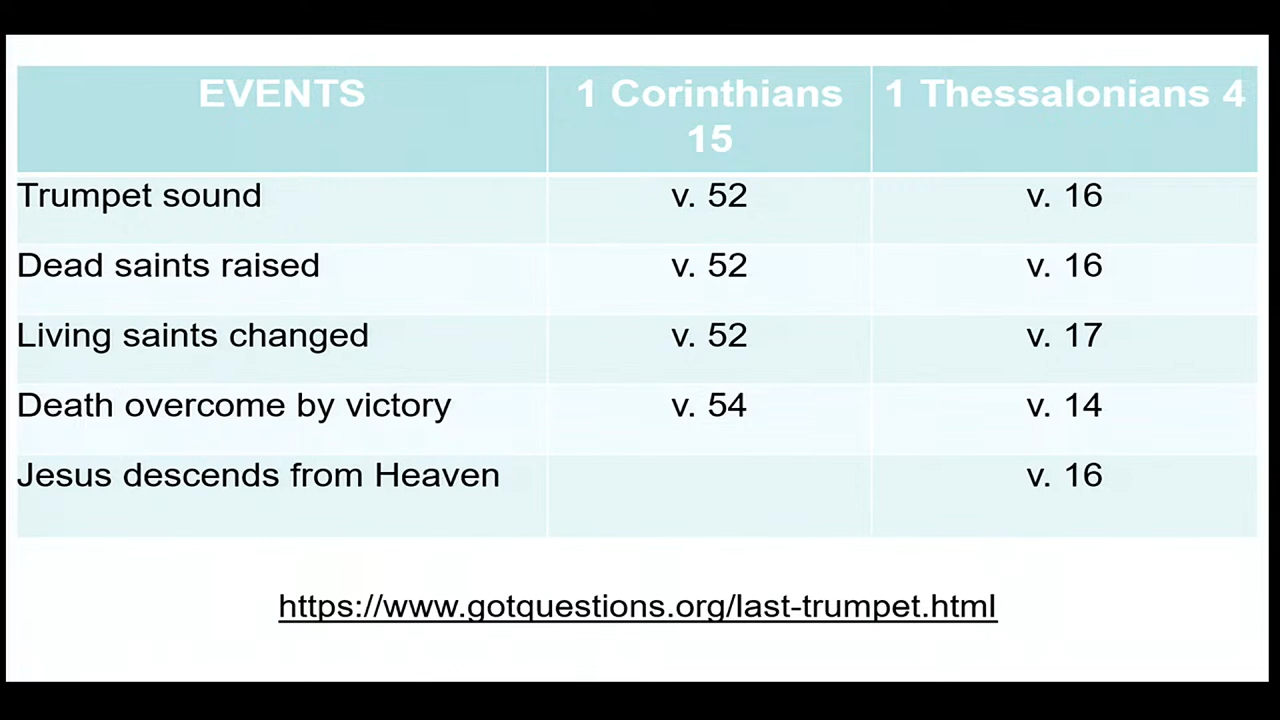 EVENTS 1 Corinthians 15 1 Thessalonians 4
Trumpet sound v. 52 v. 16
Dead saints raised v. 52 v. 16
Living saints changed v. 52 v. 17
Death overcome by victory v. 54 v. 14
Jesus descends from Heaven v. 16
https://www.gotquestions.org/last-trumpet.html